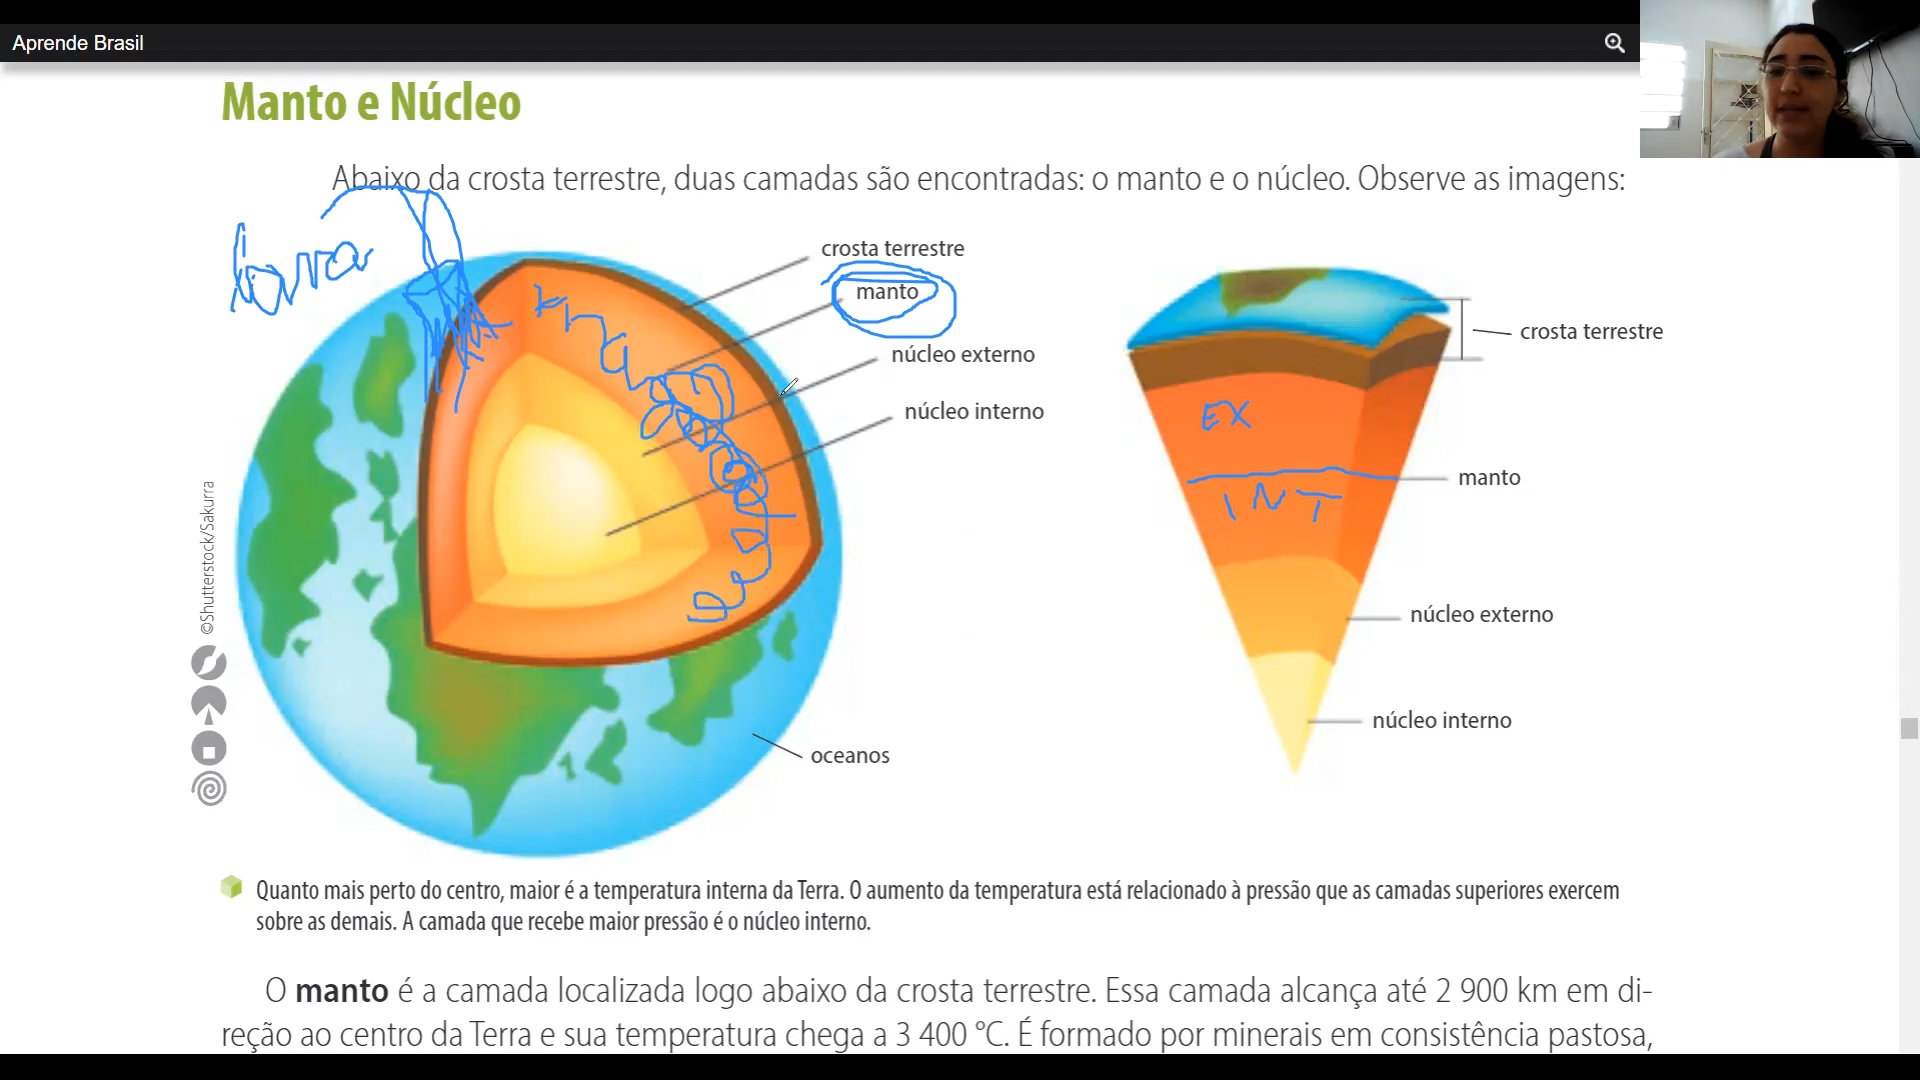 Aprende Brasil
Manto e Núcleo
Abaixo da crosta terrestre, duas camadas são encontradas: o manto e o núcleo. Observe as imagens:
crosta terrestre
manto
núcleo externo
núcleo interno
oceanos
©Shutterstock/Sakurra
crosta terrestre
EX
INT
manto
núcleo externo
núcleo interno
Quanto mais perto do centro, maior é a temperatura interna da Terra. O aumento da temperatura está relacionado à pressão que as camadas superiores exercem
sobre as demais. A camada que recebe maior pressão é o núcleo interno.
O manto é a camada localizada logo abaixo da crosta terrestre. Essa camada alcança até 2 900 km em di-
reção ao centro da Terra e sua temperatura chega a 3 400 °C. É formado por minerais em consistência pastosa,